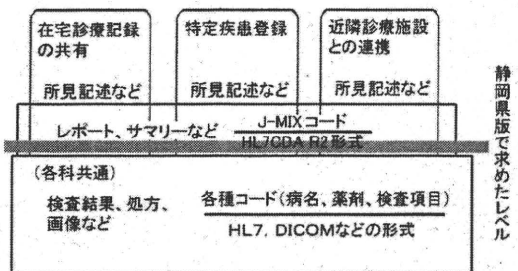 在宅診療記録
の共有
所見記述など
特定疾患登録
所見記述など
近隣診療施設
との連携
所見記述など
レポート、サマリーなど
J-MIXコード
HL7CDA R2形式
(各科共通)
検査結果、処方、
画像など
各種コード(病名、薬剤、検査項目)
HL7, DICOMなどの形式
静岡県版で求めたレベル